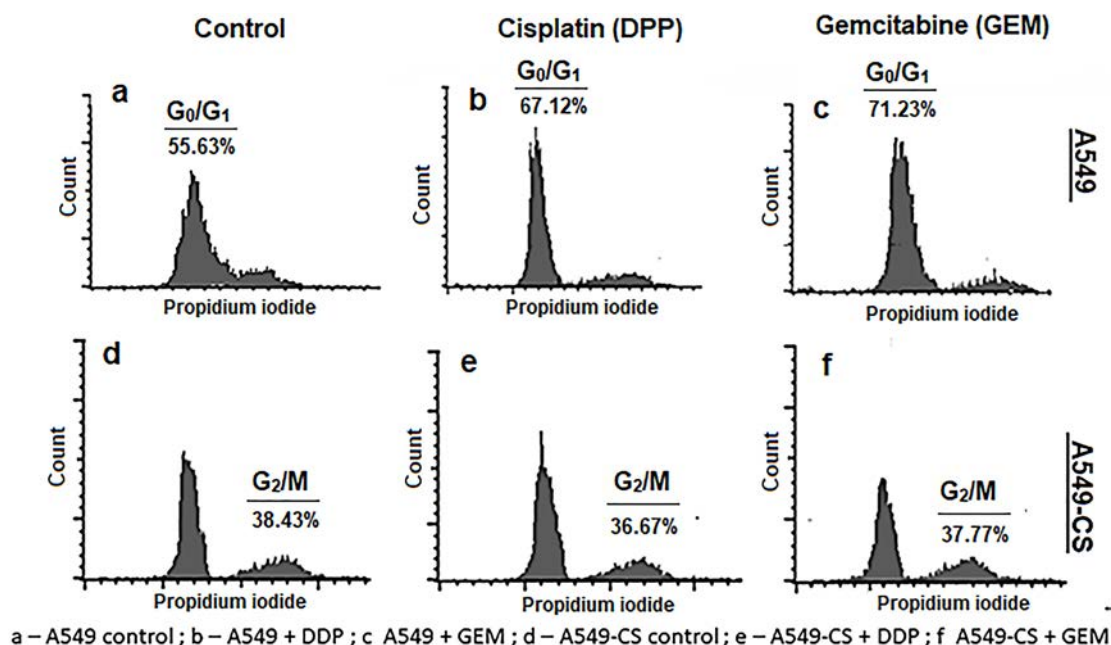 Control
Cisplatin (DPP)
Gemcitabine (GEM)
a
G₀/G₁
55.63%
Count
Propidium iodide
b
G₀/G₁
67.12%
Count
Propidium iodide
c
G₀/G₁
71.23%
Count
Propidium iodide
A549
d
G₂/M
38.43%
Count
Propidium iodide
e
G₂/M
36.67%
Count
Propidium iodide
f
G₂/M
37.77%
Count
Propidium iodide
A549-CS
a – A549 control ; b – A549 + DDP ; c A549 + GEM ; d – A549-CS control ; e – A549-CS + DDP ; f A549-CS + GEM